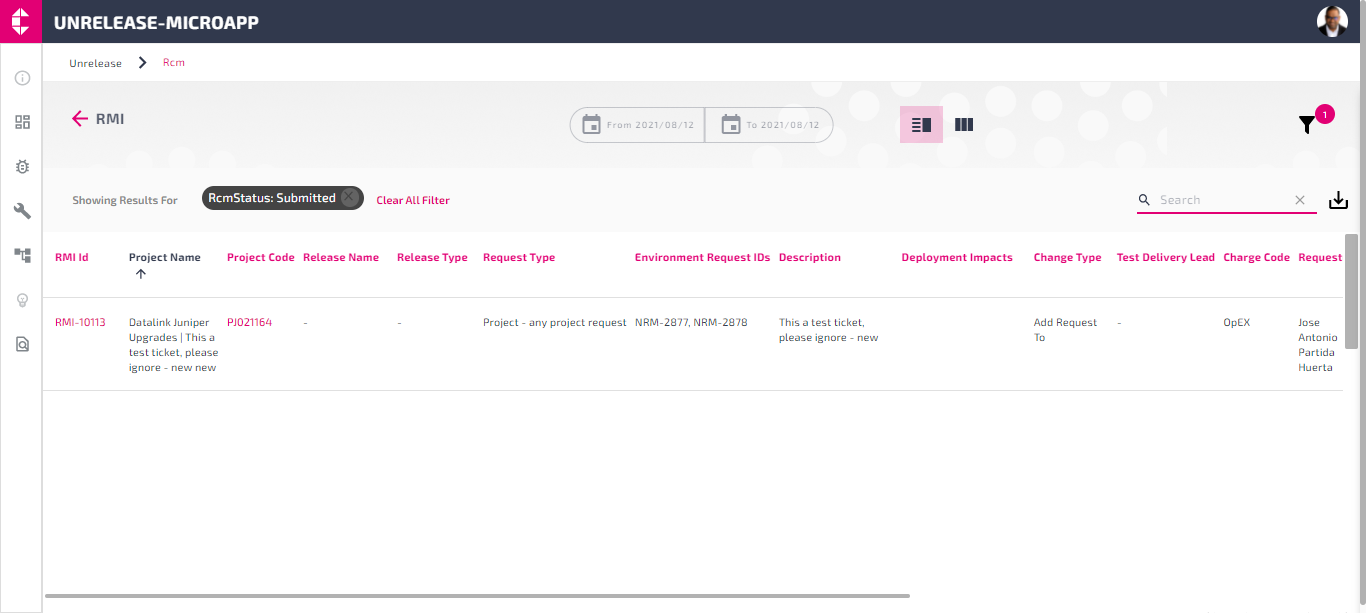 UNRELEASE-MICROAPP
Unrelease
Rcm
RMI
From 2021/08/12
To 2021/08/12
1
Showing Results For
RcmStatus: Submitted
Clear All Filter
Search
RMI Id
Project Name
Project Code
Release Name
Release Type
Request Type
Environment Request IDs
Description
Deployment Impacts
Change Type
Test Delivery Lead
Charge Code
Request
RMI-10113
Datalink Juniper
Upgrades | This a
test ticket, please
ignore - new new
PJ021164
-
-
Project - any project request
NRM-2877, NRM-2878
This a test ticket,
please ignore - new
Add Request
To
-
OpEX
Jose
Antonio
Partida
Huerta